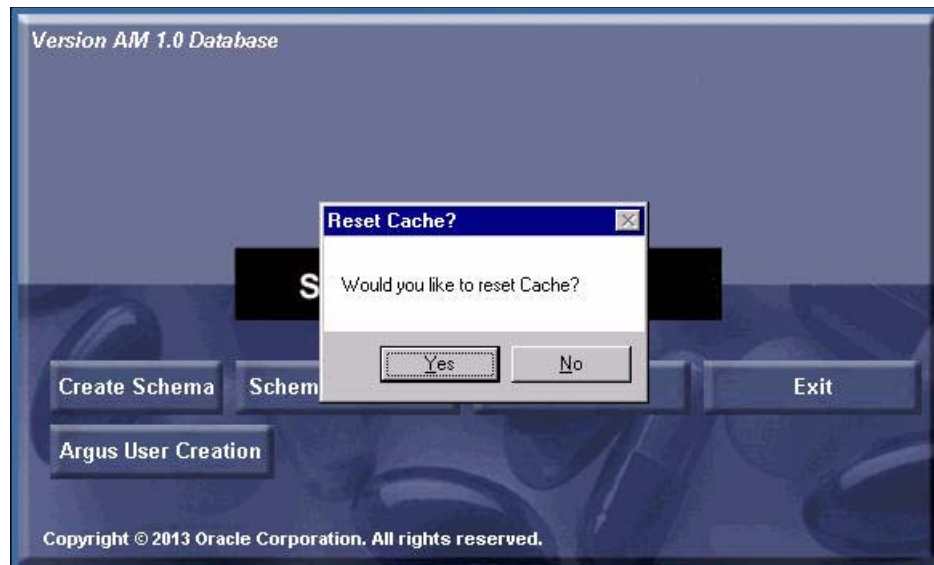 Version AM 1.0 Database
Reset Cache?
S
Would you like to reset Cache?
Yes
No
Create Schema
Schem
Exit
Argus User Creation
Copyright © 2013 Oracle Corporation. All rights reserved.